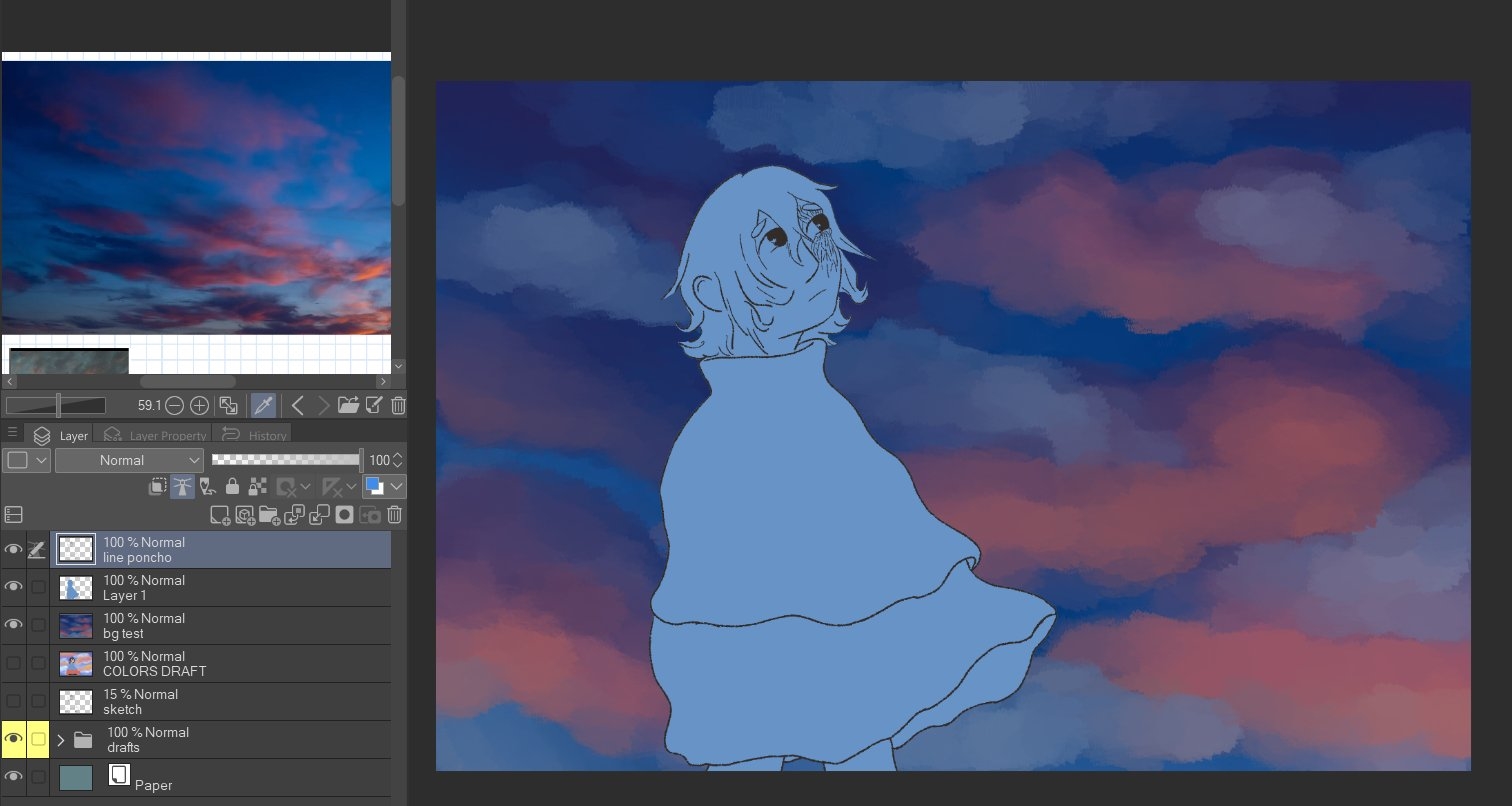 59.1
Layer
Layer Property
History
Normal
100
100 % Normal
line poncho
100 % Normal
Layer 1
100 % Normal
bg test
100 % Normal
COLORS DRAFT
15 % Normal
sketch
100 % Normal
drafts
Paper